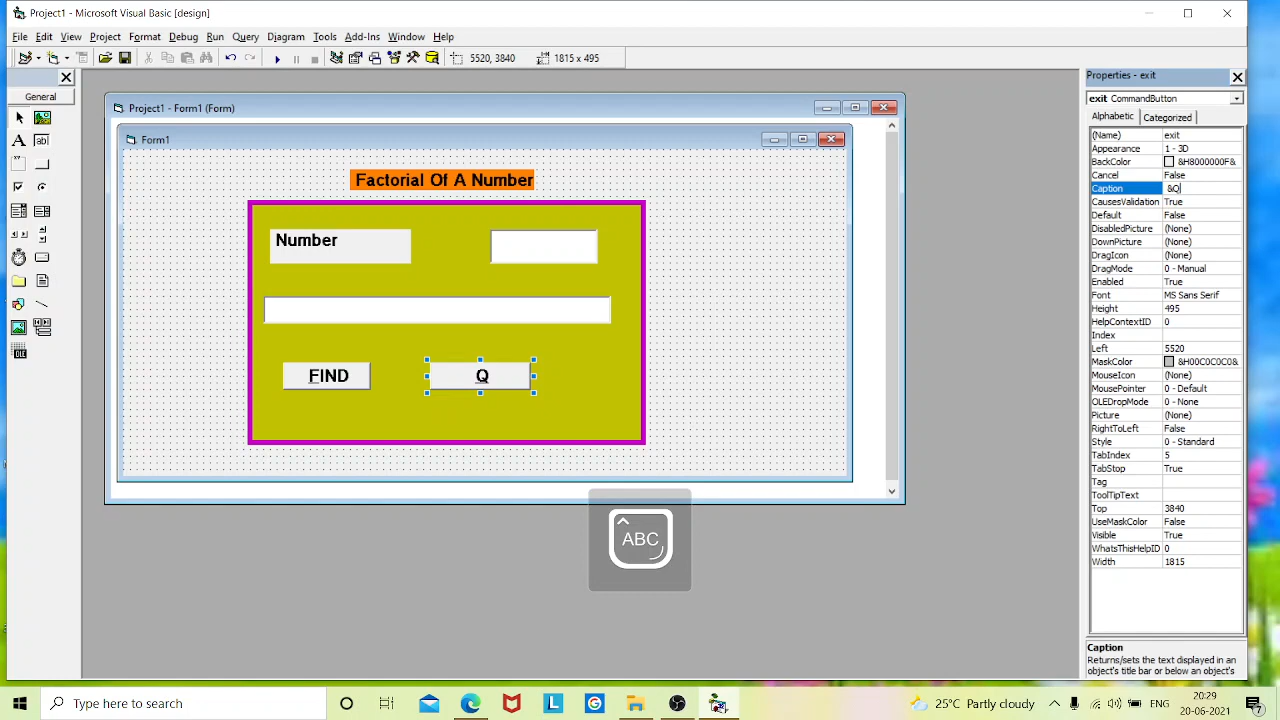 Project1 - Microsoft Visual Basic [design]
File Edit View Project Format Debug Run Query Diagram Tools Add-Ins Window Help
5520, 3840 1815 x 495
General
Project1 - Form1 (Form)
Form1
Factorial Of A Number
Number
FIND Q
ABC
Properties - exit
exit CommandButton
Alphabetic Categorized
(Name) exit
Appearance 1 - 3D
BackColor &H8000000F&
Cancel False
Caption &Q
CausesValidation True
Default False
DisabledPicture (None)
DownPicture (None)
DragIcon (None)
DragMode 0 - Manual
Enabled True
Font MS Sans Serif
Height 495
HelpContextID 0
Index
Left 5520
MaskColor &H00C0C0C0&
MouseIcon (None)
MousePointer 0 - Default
OLEDropMode 0 - None
Picture (None)
RightToLeft False
Style 0 - Standard
TabIndex 5
TabStop True
Tag
ToolTipText
Top 3840
UseMaskColor False
Visible True
WhatsThisHelpID 0
Width 1815
Caption
Returns/sets the text displayed in an
object's title bar or below an object's
Type here to search
25°C Partly cloudy
20:29
20-06-2021
7